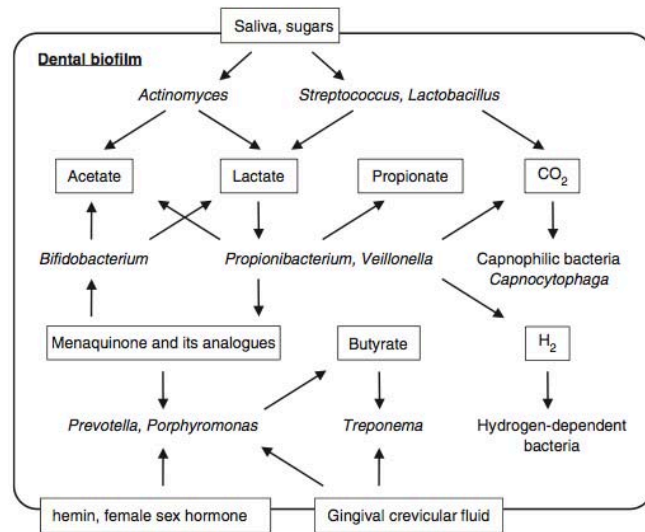 Saliva, sugars
Dental biofilm
Actinomyces
Streptococcus, Lactobacillus
Acetate
Lactate
Propionate
CO2
Bifidobacterium
Propionibacterium, Veillonella
Capnophilic bacteria
Capnocytophaga
Menaquinone and its analogues
Butyrate
H2
Prevotella, Porphyromonas
Treponema
Hydrogen-dependent
bacteria
hemin, female sex hormone
Gingival crevicular fluid